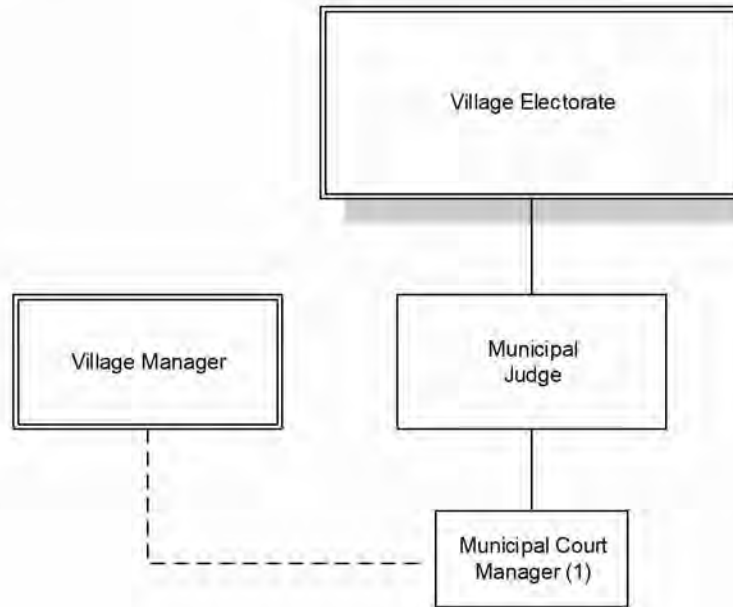 Village Electorate
Village Manager
Municipal
Judge
Municipal Court
Manager (1)